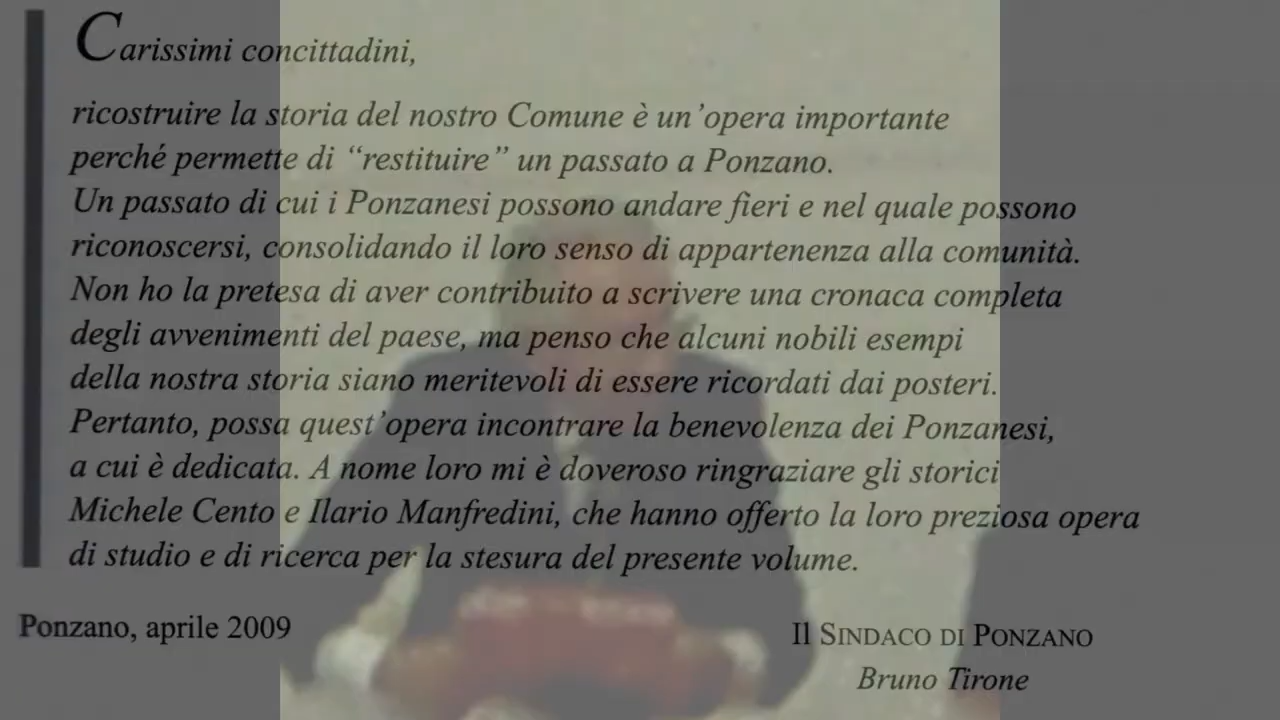 Carissimi concittadini,
ricostruire la storia del nostro Comune è un'opera importante
perché permette di “restituire” un passato a Ponzano.
Un passato di cui i Ponzanesi possono andare fieri e nel quale possono
riconoscersi, consolidando il loro senso di appartenenza alla comunità.
Non ho la pretesa di aver contribuito a scrivere una cronaca completa
degli avvenimenti del paese, ma penso che alcuni nobili esempi
della nostra storia siano meritevoli di essere ricordati dai posteri.
Pertanto, possa quest'opera incontrare la benevolenza dei Ponzanesi,
a cui è dedicata. A nome loro mi è doveroso ringraziare gli storici
Michele Cento e Ilario Manfredini, che hanno offerto la loro preziosa opera
di studio e di ricerca per la stesura del presente volume.
Ponzano, aprile 2009
Il SINDACO DI PONZANO
Bruno Tirone